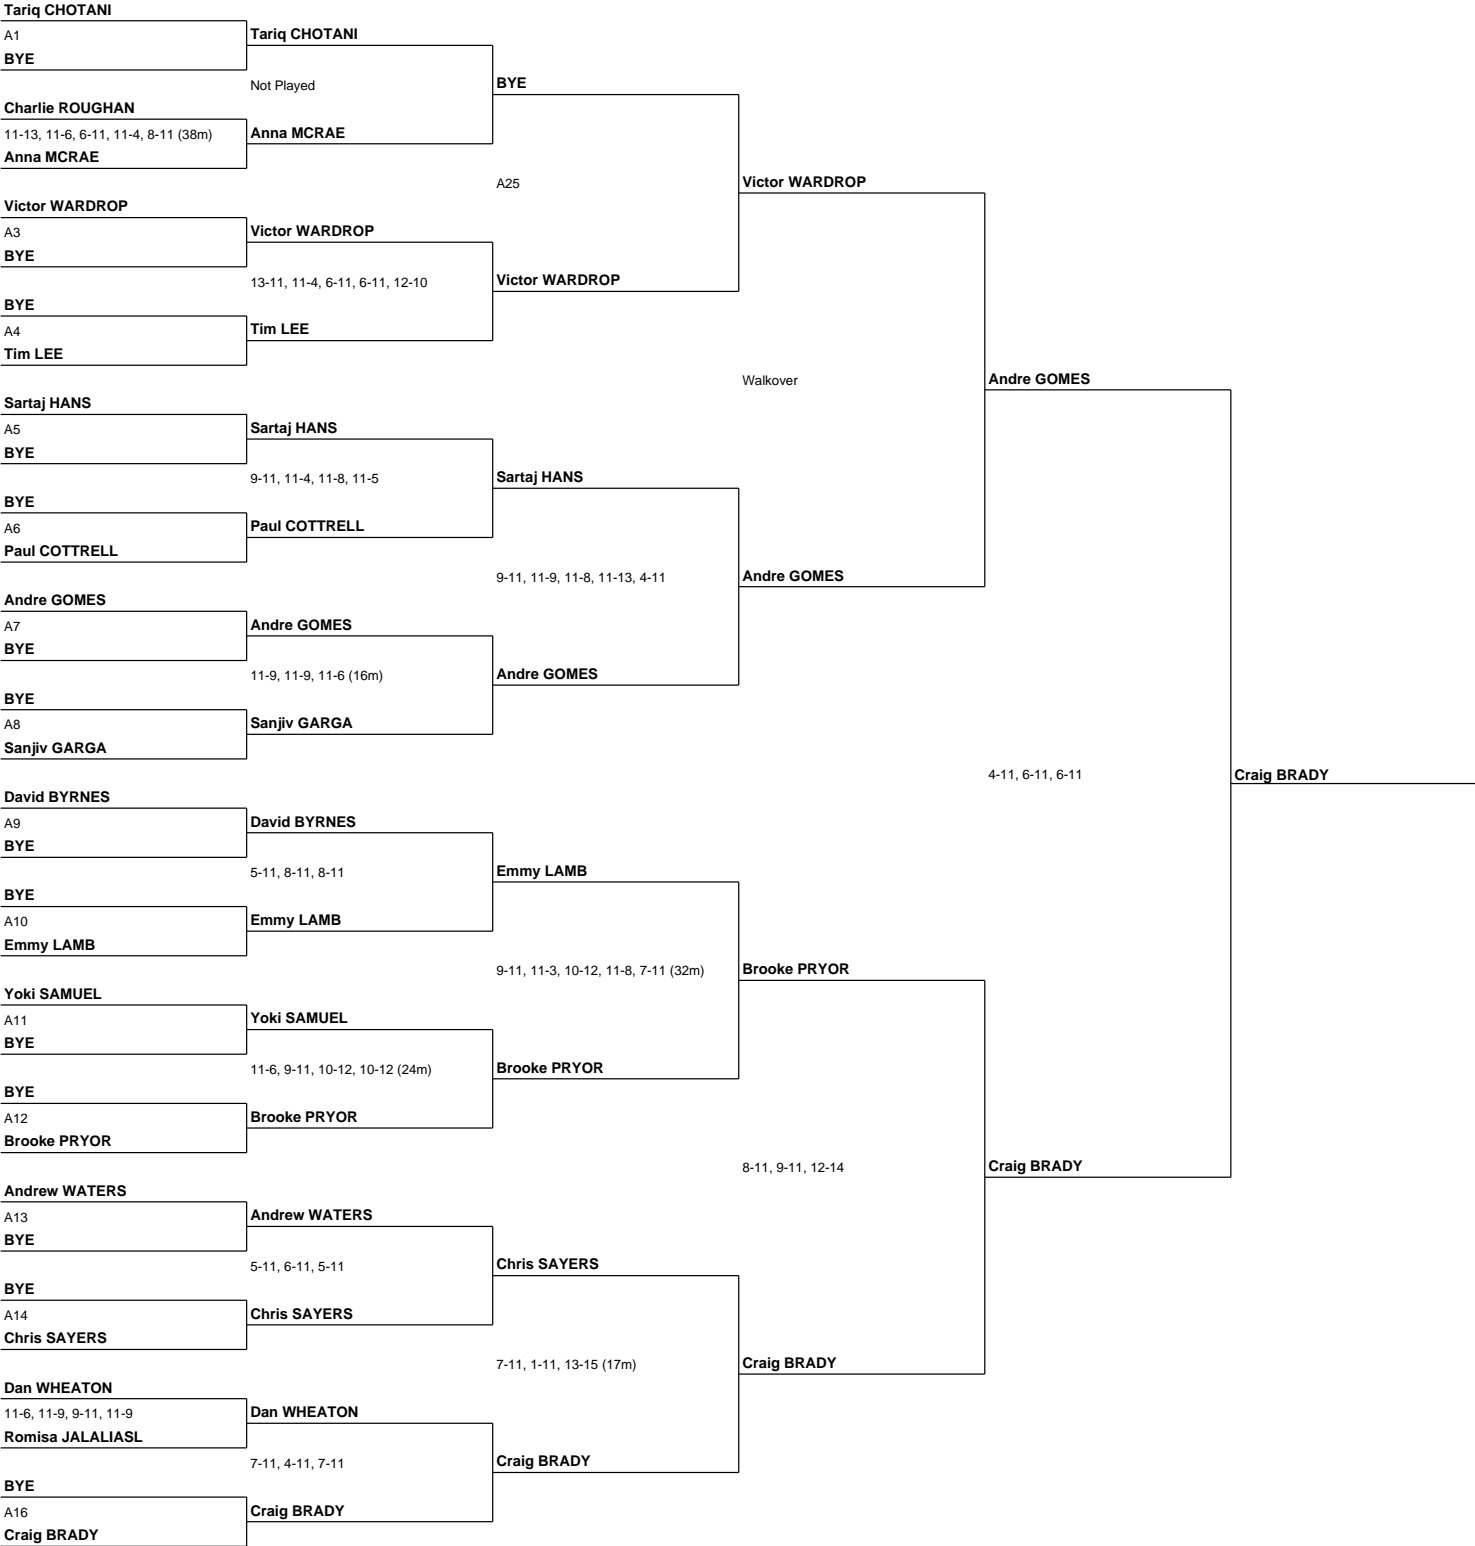 Tariq CHOTANI
A1
BYE
Charlie ROUGHAN
11-13, 11-6, 6-11, 11-4, 8-11 (38m)
Anna MCRAE
Victor WARDROP
A3
BYE
BYE
A4
Tim LEE
Sartaj HANS
A5
BYE
BYE
A6
Paul COTTRELL
Andre GOMES
A7
BYE
BYE
A8
Sanjiv GARGA
David BYRNES
A9
BYE
BYE
A10
Emmy LAMB
Yoki SAMUEL
A11
BYE
BYE
A12
Brooke PRYOR
Andrew WATERS
A13
BYE
BYE
A14
Chris SAYERS
Dan WHEATON
11-6, 11-9, 9-11, 11-9
Romisa JALALIASL
BYE
A16
Craig BRADY
Tariq CHOTANI
Not Played
Anna MCRAE
Victor WARDROP
13-11, 11-4, 6-11, 6-11, 12-10
Tim LEE
Sartaj HANS
9-11, 11-4, 11-8, 11-5
Paul COTTRELL
Andre GOMES
11-9, 11-9, 11-6 (16m)
Sanjiv GARGA
David BYRNES
5-11, 8-11, 8-11
Emmy LAMB
Yoki SAMUEL
11-6, 9-11, 10-12, 10-12 (24m)
Brooke PRYOR
Andrew WATERS
5-11, 6-11, 5-11
Chris SAYERS
Dan WHEATON
7-11, 4-11, 7-11
Craig BRADY
BYE
A25
Victor WARDROP
Sartaj HANS
9-11, 11-9, 11-8, 11-13, 4-11
Andre GOMES
Emmy LAMB
9-11, 11-3, 10-12, 11-8, 7-11 (32m)
Brooke PRYOR
Chris SAYERS
7-11, 1-11, 13-15 (17m)
Craig BRADY
Victor WARDROP
Walkover
Andre GOMES
Brooke PRYOR
8-11, 9-11, 12-14
Craig BRADY
Andre GOMES
4-11, 6-11, 6-11
Craig BRADY
Craig BRADY